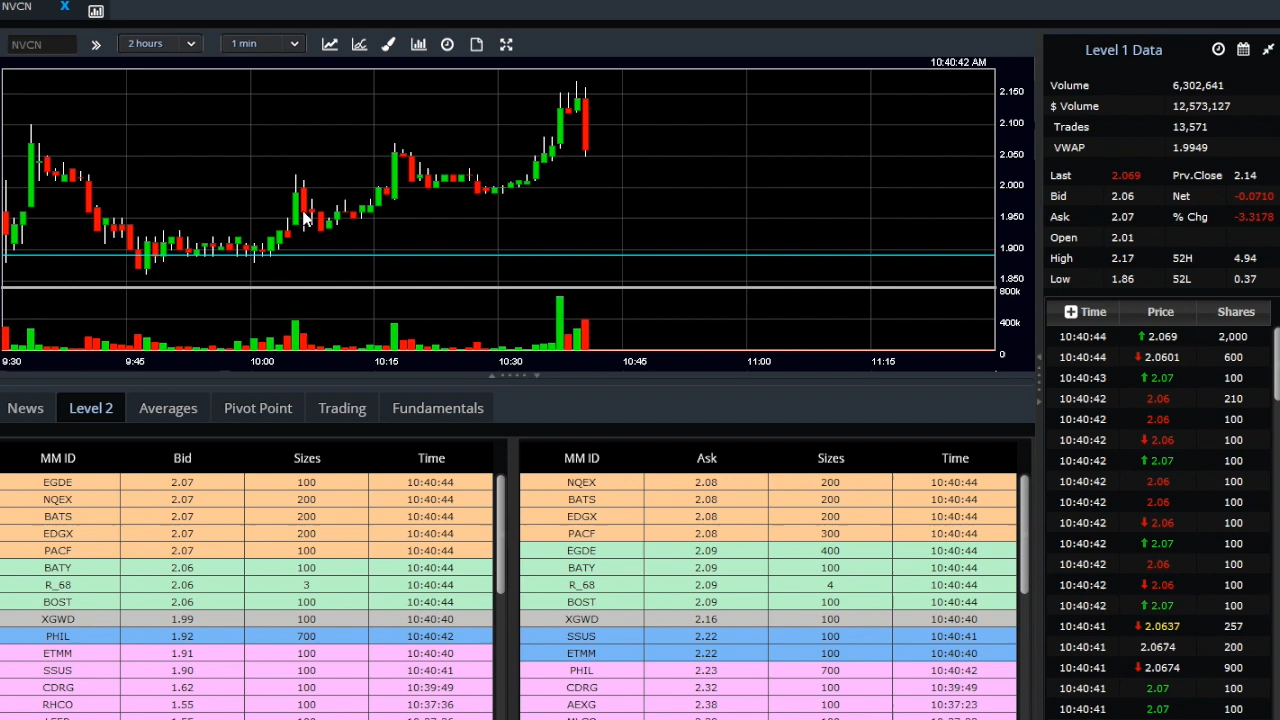 NVCN X
NVCN » 2 hours 1 min
10:40:42 AM
2.150
2.100
2.050
2.000
1.950
1.900
1.850
800k
400k
0
9:30 9:45 10:00 10:15 10:30 10:45 11:00 11:15
Level 1 Data
Volume 6,302,641
$ Volume 12,573,127
Trades 13,571
VWAP 1.9949
Last 2.069 Prv.Close 2.14
Bid 2.06 Net -0.0710
Ask 2.07 % Chg -3.3178
Open 2.01
High 2.17 52H 4.94
Low 1.86 52L 0.37
Time Price Shares
10:40:44 2.069 2,000
10:40:44 2.0601 600
10:40:43 2.07 100
10:40:42 2.06 210
10:40:42 2.06 100
10:40:42 2.06 100
10:40:42 2.07 100
10:40:42 2.06 100
10:40:42 2.06 100
10:40:42 2.06 100
10:40:42 2.07 100
10:40:42 2.06 100
10:40:42 2.06 100
10:40:42 2.07 100
10:40:41 2.0637 257
10:40:41 2.0674 200
10:40:41 2.0674 900
10:40:41 2.07 100
10:40:41 2.07 100
News Level 2 Averages Pivot Point Trading Fundamentals
MM ID Bid Sizes Time
EGDE 2.07 100 10:40:44
NQEX 2.07 200 10:40:44
BATS 2.07 200 10:40:44
EDGX 2.07 200 10:40:44
PACF 2.07 100 10:40:44
BATY 2.06 100 10:40:44
R_68 2.06 3 10:40:44
BOST 2.06 100 10:40:44
XGWD 1.99 100 10:40:40
PHIL 1.92 700 10:40:42
ETMM 1.91 100 10:40:40
SSUS 1.90 100 10:40:41
CDRG 1.62 100 10:39:49
RHCO 1.55 100 10:37:36
MM ID Ask Sizes Time
NQEX 2.08 200 10:40:44
BATS 2.08 200 10:40:44
EDGX 2.08 200 10:40:44
PACF 2.08 300 10:40:44
EGDE 2.09 400 10:40:44
BATY 2.09 100 10:40:44
R_68 2.09 4 10:40:44
BOST 2.09 100 10:40:44
XGWD 2.16 100 10:40:40
SSUS 2.22 100 10:40:41
ETMM 2.22 100 10:40:40
PHIL 2.23 700 10:40:42
CDRG 2.32 100 10:39:49
AEXG 2.38 100 10:37:23